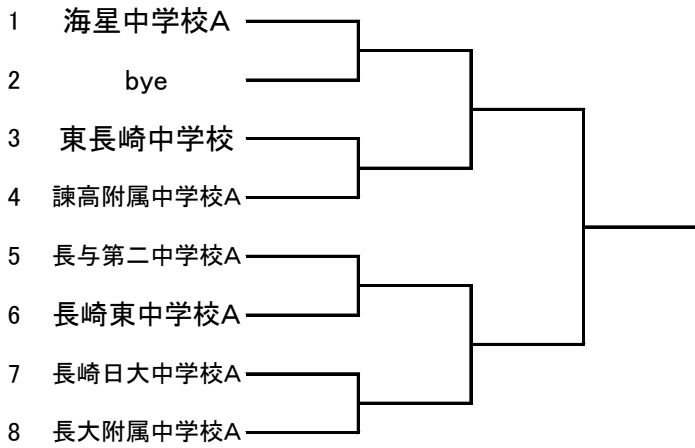 1 海星中学校A
2 bye
3 東長崎中学校
4 諫高附属中学校A
5 長与第二中学校A
6 長崎東中学校A
7 長崎日大中学校A
8 長大附属中学校A